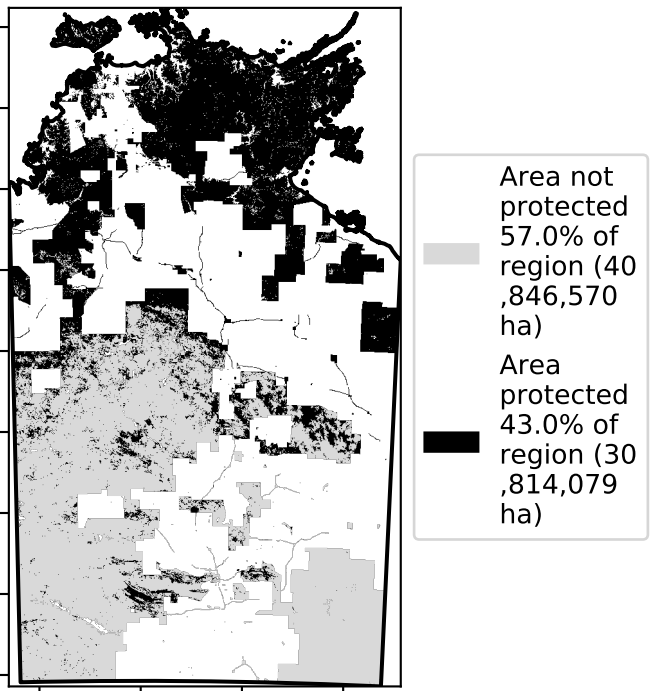 Area not
protected
57.0% of
region (40
,846,570
ha)
Area
protected
43.0% of
region (30
,814,079
ha)